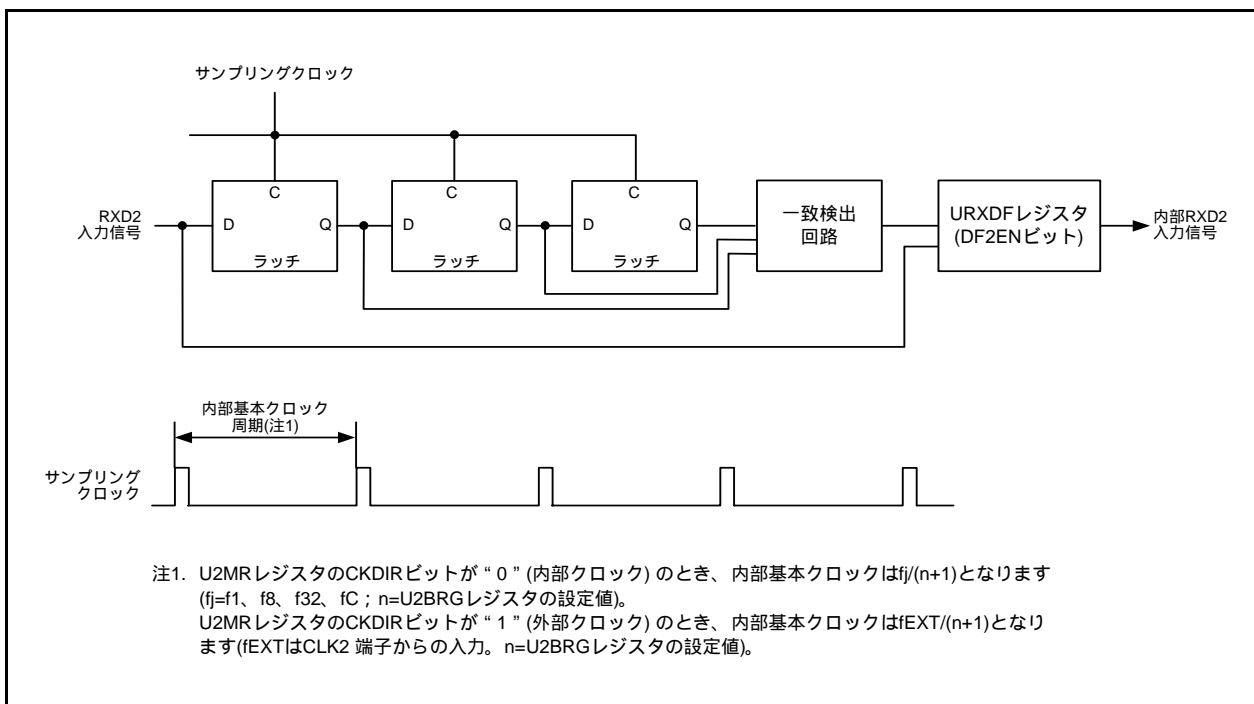 サンプリングクロック
C
C
C
RXD2
入力信号
D
Q
D
Q
D
Q
ラッチ
ラッチ
ラッチ
一致検出
回路
URXDFレジスタ
(DF2ENビット)
内部RXD2
入力信号
内部基本クロック
周期(注1)
サンプリング
クロック
注1. U2MRレジスタのCKDIRビットが“0”(内部クロック) のとき、内部基本クロックはfj/(n+1)となります
(fj=f1、f8、f32、fC；n=U2BRGレジスタの設定値)。
U2MRレジスタのCKDIRビットが“1”(外部クロック) のとき、内部基本クロックはfEXT/(n+1)となり
ます(fEXTはCLK2 端子からの入力。n=U2BRGレジスタの設定値)。